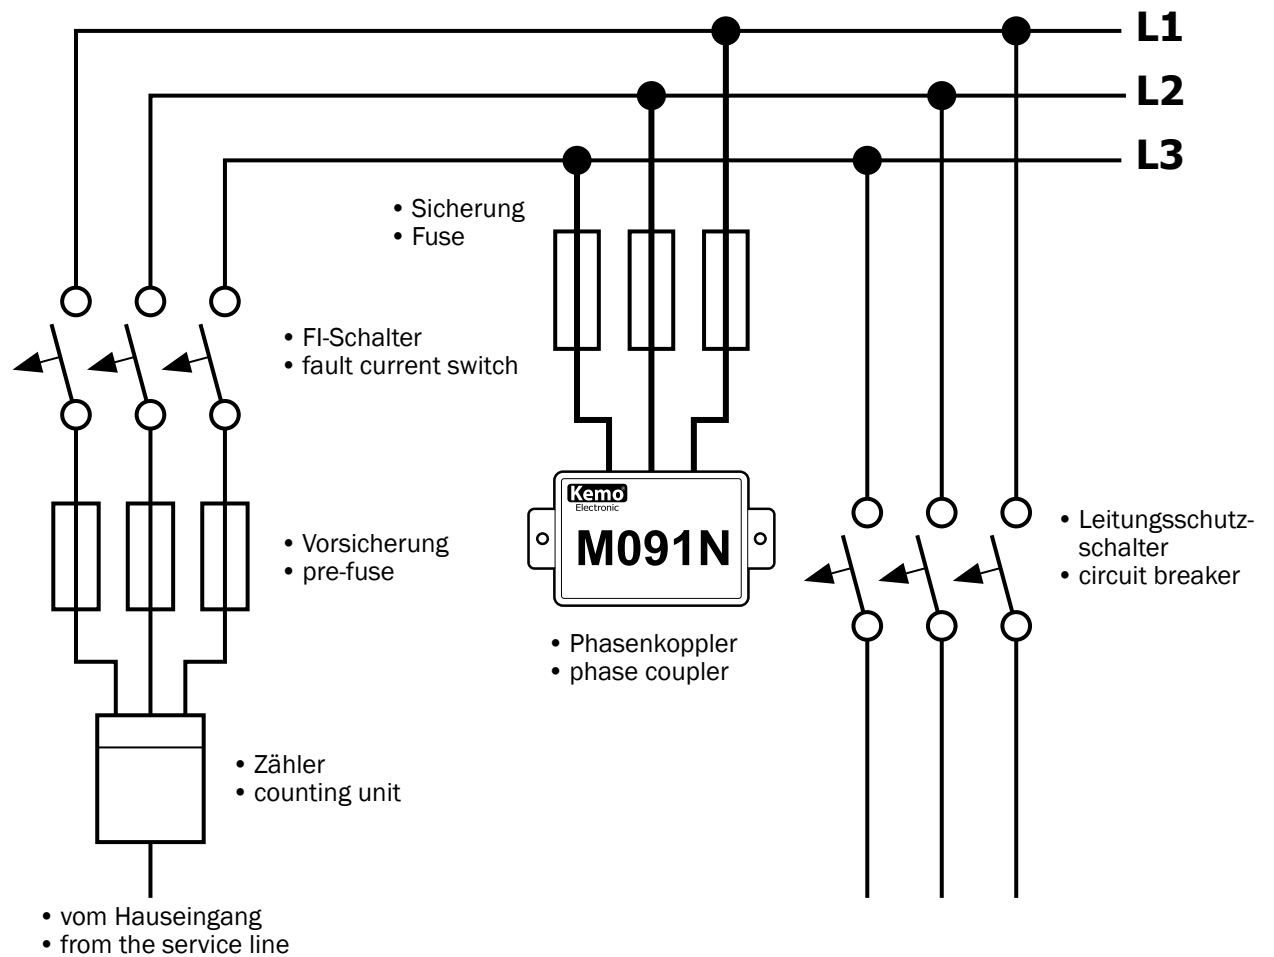 L1
L2
L3
• Sicherung
• Fuse
• FI-Schalter
• fault current switch
Kemo
Electronic
M091N
• Leitungsschutz-
schalter
• circuit breaker
• Vorsicherung
• pre-fuse
• Phasenkoppler
• phase coupler
• Zähler
• counting unit
• vom Hauseingang
• from the service line